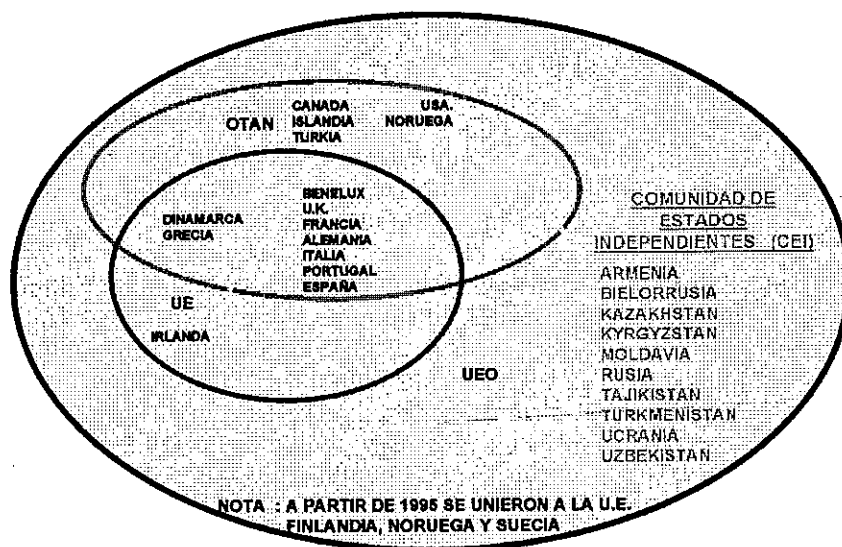 OTAN
CANADA
ISLANDIA
TURKIA
USA.
NORUEGA
DINAMARCA
GRECIA
BENELUX
U.K.
FRANCIA
ALEMANIA
ITALIA
PORTUGAL
ESPAÑA
UE
IRLANDA
UEO
COMUNIDAD DE
ESTADOS
INDEPENDIENTES (CEI)
ARMENIA
BIELORRUSIA
KAZAKHSTAN
KYRGYZSTAN
MOLDAVIA
RUSIA
TAJIKISTAN
TURKMENISTAN
UCRANIA
UZBEKISTAN
NOTA : A PARTIR DE 1995 SE UNIERON A LA U.E.
FINLANDIA, NORUEGA Y SUECIA